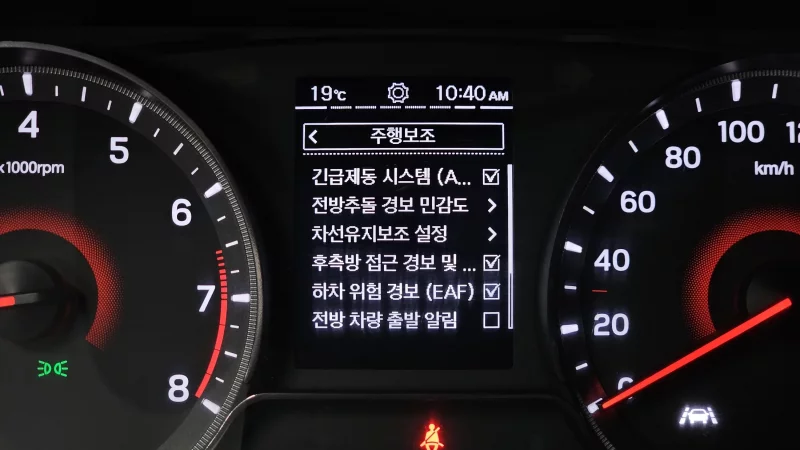 19℃ 10:40 AM
< 주행보조
긴급제동 시스템 (A...
전방추돌 경보 민감도 >
차선유지보조 설정 >
후측방 접근 경보 및 ...
하차 위험 경보 (EAF)
전방 차량 출발 알림
4
5
6
7
8
x1000rpm
0
20
40
60
80
100
km/h